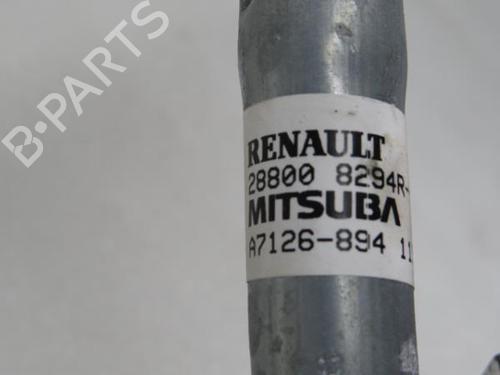 B-PARTS
RENAULT
28800 8294R-
MITSUBA
A7126-894 11